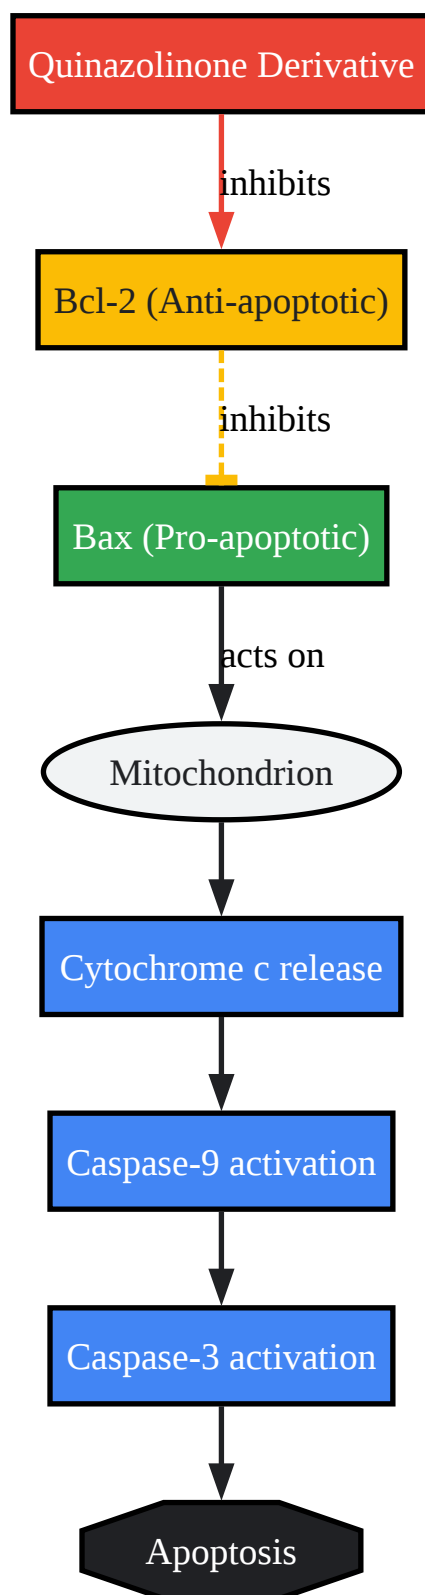 Quinazolinone Derivative
inhibits
Bcl-2 (Anti-apoptotic)
inhibits
Bax (Pro-apoptotic)
acts on
Mitochondrion
Cytochrome c release
Caspase-9 activation
Caspase-3 activation
Apoptosis